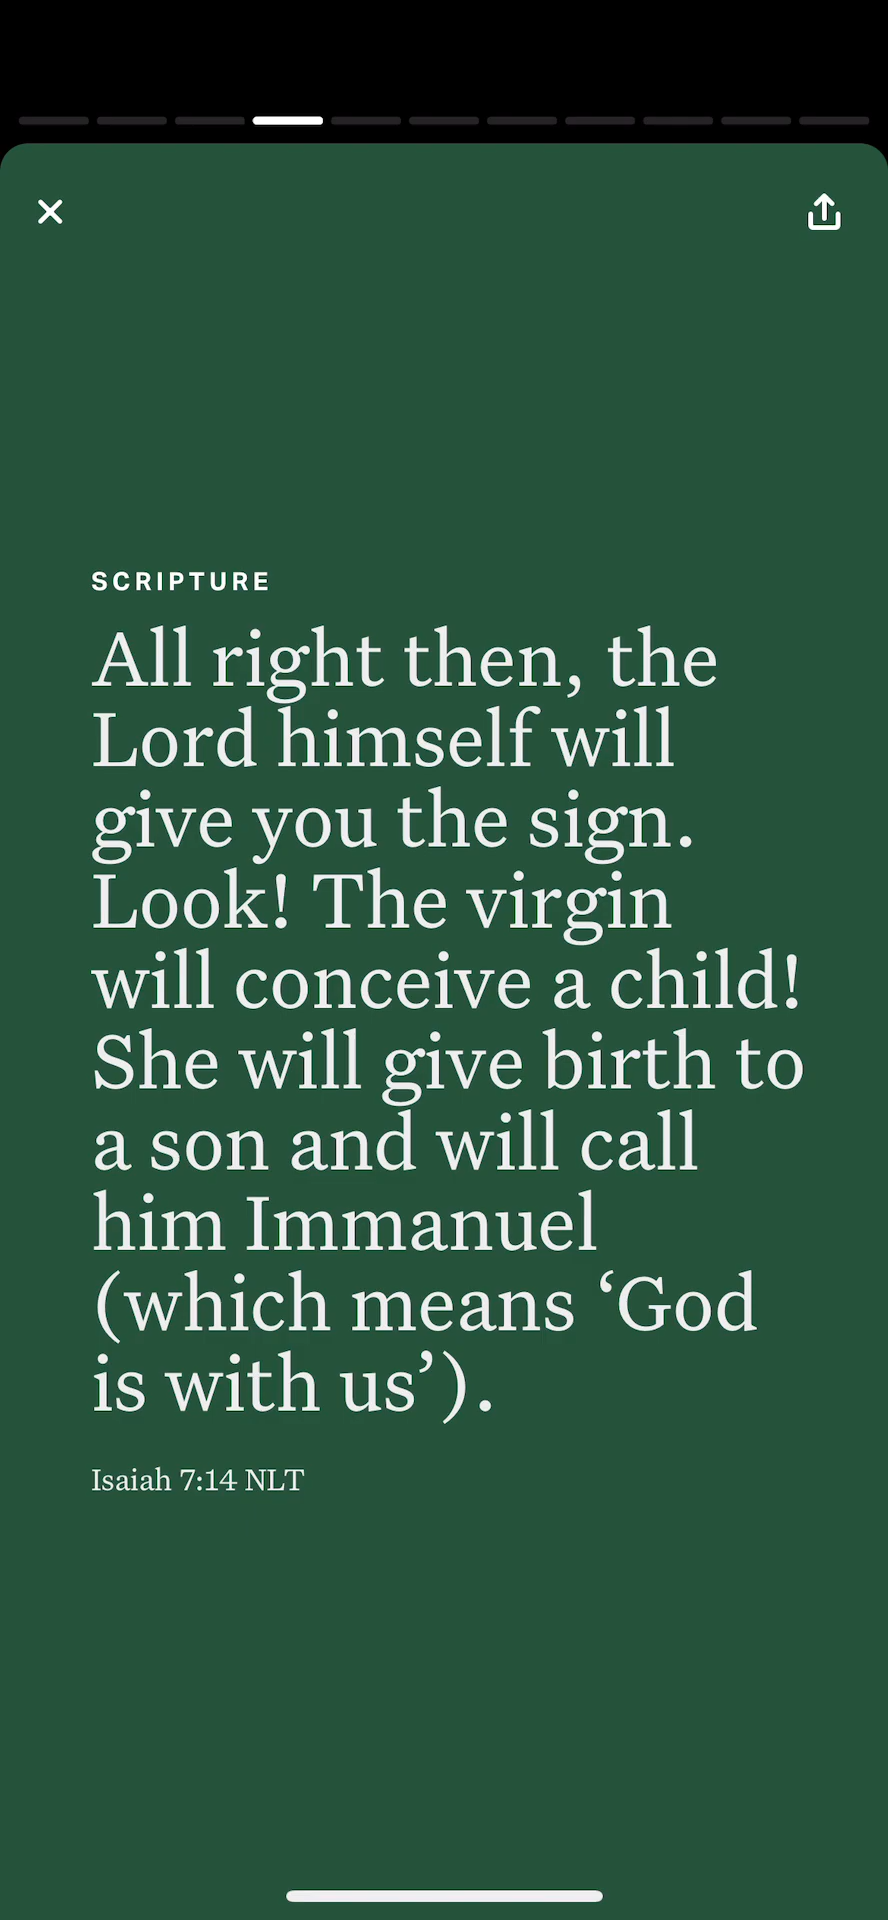 SCRIPTURE
All right then, the
Lord himself will
give you the sign.
Look! The virgin
will conceive a child!
She will give birth to
a son and will call
him Immanuel
(which means ‘God
is with us’).
Isaiah 7:14 NLT